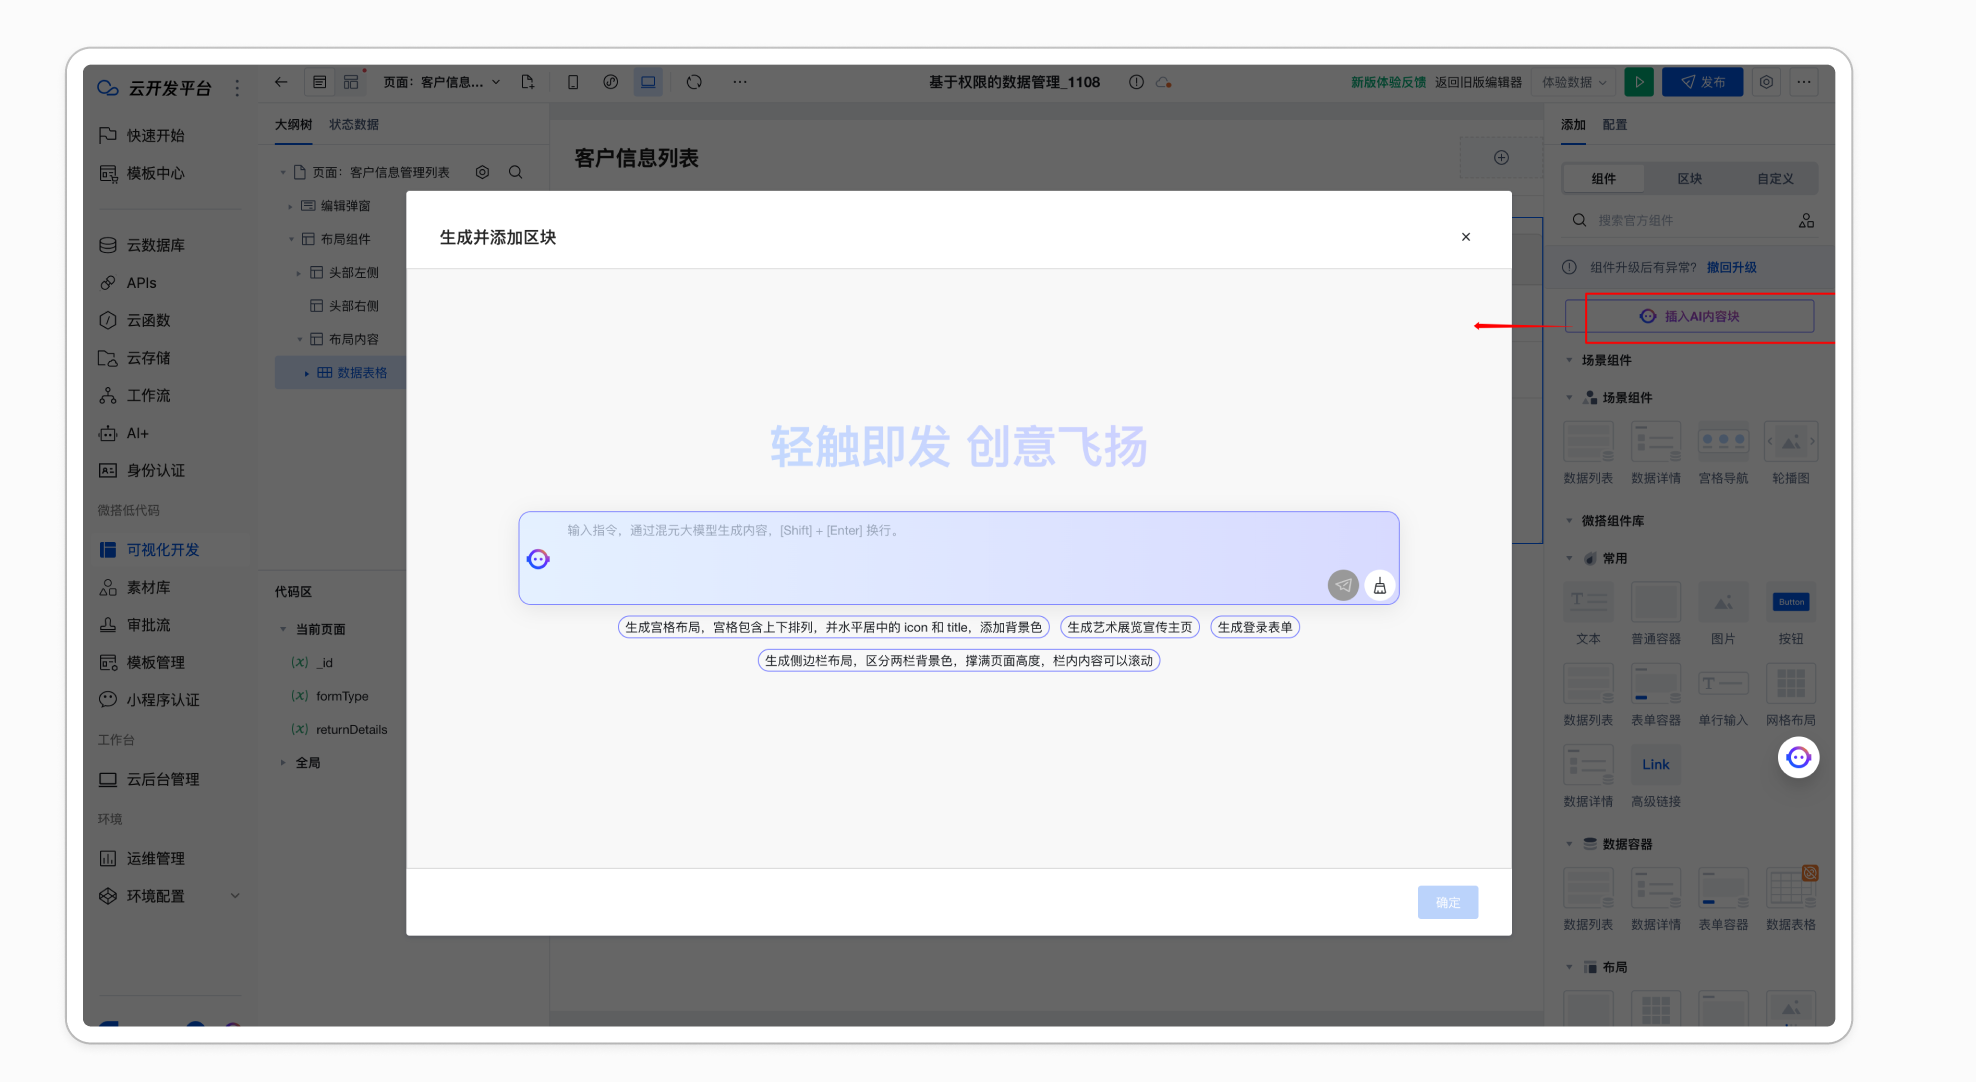 云开发平台
快速开始
模板中心
云数据库
APIs
云函数
云存储
工作流
AI+
身份认证
微搭低代码
可视化开发
素材库
审批流
模板管理
小程序认证
工作台
云后台管理
环境
运维管理
环境配置
页面：客户信息...
基于权限的数据管理_1108
新版体验反馈 返回旧版编辑器
体验数据
发布
大纲树 状态数据
页面：客户信息管理列表
编辑弹窗
布局组件
头部左侧
头部右侧
布局内容
数据表格
代码区
当前页面
(x) _id
(x) formType
(x) returnDetails
全局
客户信息列表
生成并添加区块
轻触即发 创意飞扬
输入指令，通过混元大模型生成内容，[Shift] + [Enter] 换行。
生成宫格布局，宫格包含上下排列，并水平居中的 icon 和 title，添加背景色
生成艺术展览宣传主页
生成登录表单
生成侧边栏布局，区分两栏背景色，撑满页面高度，栏内内容可以滚动
确定
添加 配置
组件 区块 自定义
搜索官方组件
组件升级后有异常？ 撤回升级
插入AI内容块
场景组件
场景组件
数据列表 数据详情 宫格导航 轮播图
微搭组件库
常用
T
Button
文本 普通容器 图片 按钮
T
数据列表 表单容器 单行输入 网格布局
Link
数据详情 高级链接
数据容器
数据列表 数据详情 表单容器 数据表格
布局